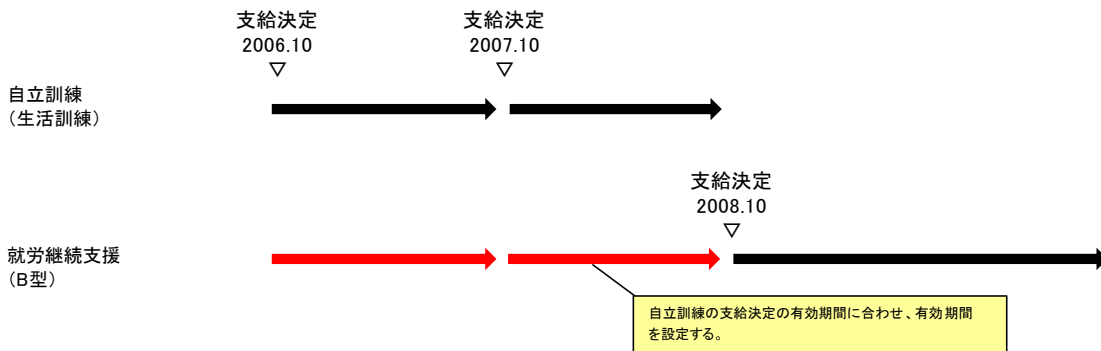 支給決定
2006.10
▽
支給決定
2007.10
▽
自立訓練
（生活訓練）
支給決定
2008.10
▽
就労継続支援
（B型）
自立訓練の支給決定の有効期間に合わせ、有効期間
を設定する。